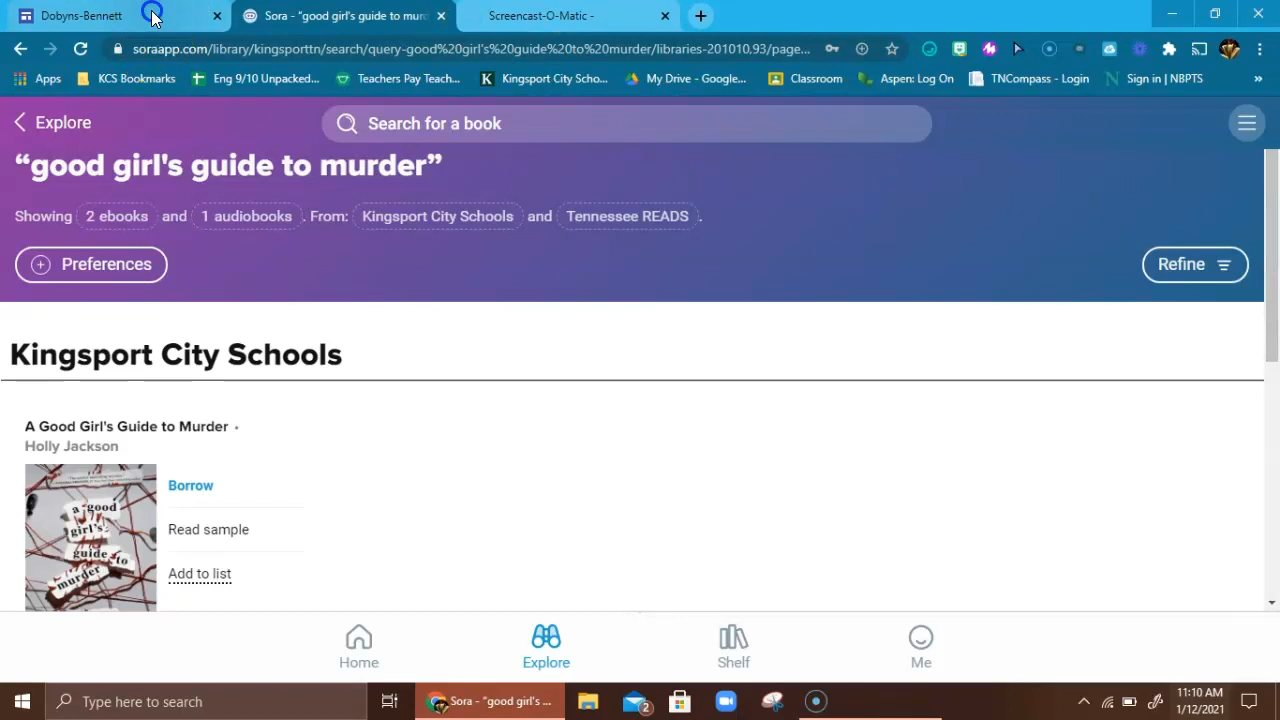 Dobyns-Bennett
Sora - "good girl's guide to murd
Screencast-O-Matic -
soraapp.com/library/kingsporttn/search/query-good%20girl's%20guide%20to%20murder/libraries-201010,93/page...
Apps
KCS Bookmarks
Eng 9/10 Unpacked...
Teachers Pay Teach...
K
Kingsport City Scho...
My Drive - Google...
Classroom
Aspen: Log On
TNCompass - Login
N
Sign in | NBPTS
»
Explore
Search for a book
“good girl's guide to murder”
Showing 2 ebooks and 1 audiobooks . From: Kingsport City Schools and Tennessee READS .
Preferences
Refine
Kingsport City Schools
A Good Girl's Guide to Murder •
Holly Jackson
a good
girl's
guide to
murder
Borrow
Read sample
Add to list
Home
Explore
Shelf
Me
Type here to search
Sora - "good girl's ...
2
11:10 AM
1/12/2021